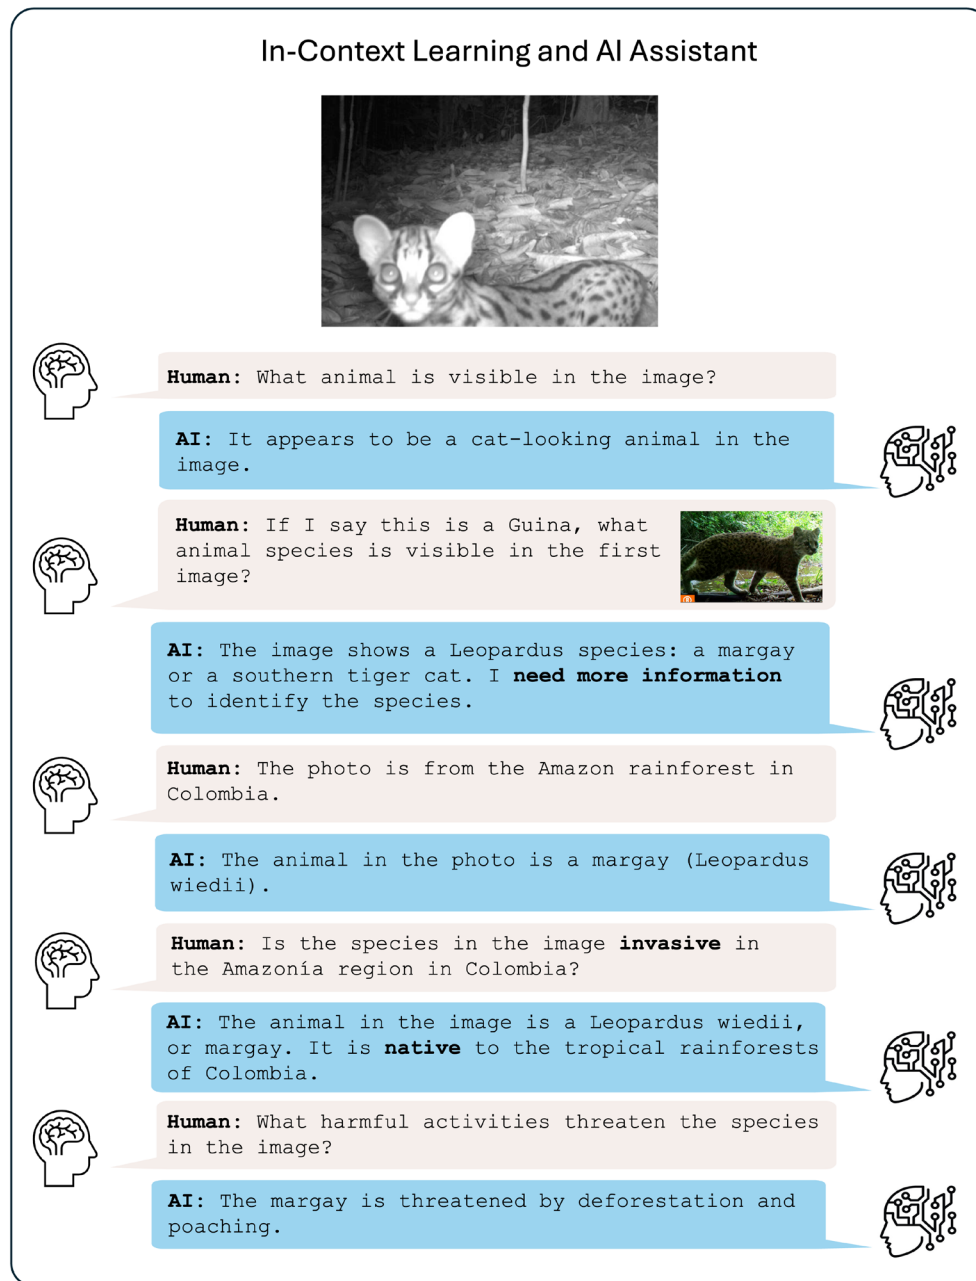 In-Context Learning and AI Assistant
Human: What animal is visible in the image?
AI: It appears to be a cat-looking animal in the
image.
Human: If I say this is a Guina, what
animal species is visible in the first
image?
AI: The image shows a Leopardus species: a margay
or a southern tiger cat. I need more information
to identify the species.
Human: The photo is from the Amazon rainforest in
Colombia.
AI: The animal in the photo is a margay (Leopardus
wiedii).
Human: Is the species in the image invasive in
the Amazonía region in Colombia?
AI: The animal in the image is a Leopardus wiedii,
or margay. It is native to the tropical rainforests
of Colombia.
Human: What harmful activities threaten the species
in the image?
AI: The margay is threatened by deforestation and
poaching.